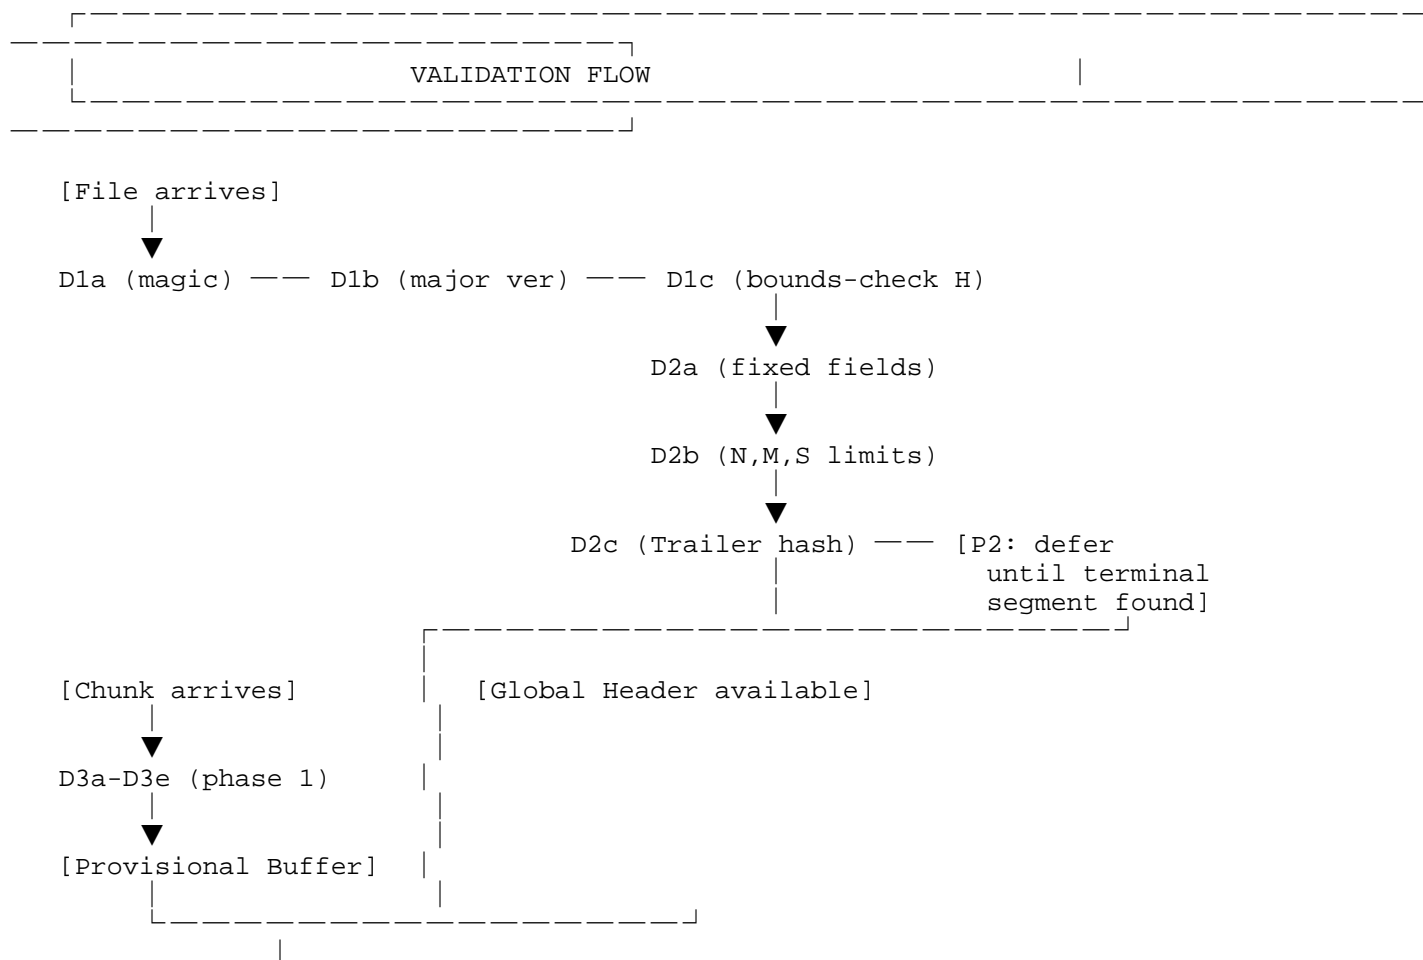 VALIDATION FLOW
[File arrives]
D1a (magic) —— D1b (major ver) —— D1c (bounds-check H)
D2a (fixed fields)
D2b (N,M,S limits)
D2c (Trailer hash) —— [P2: defer
until terminal
segment found]
[Chunk arrives] [Global Header available]
D3a-D3e (phase 1)
[Provisional Buffer]